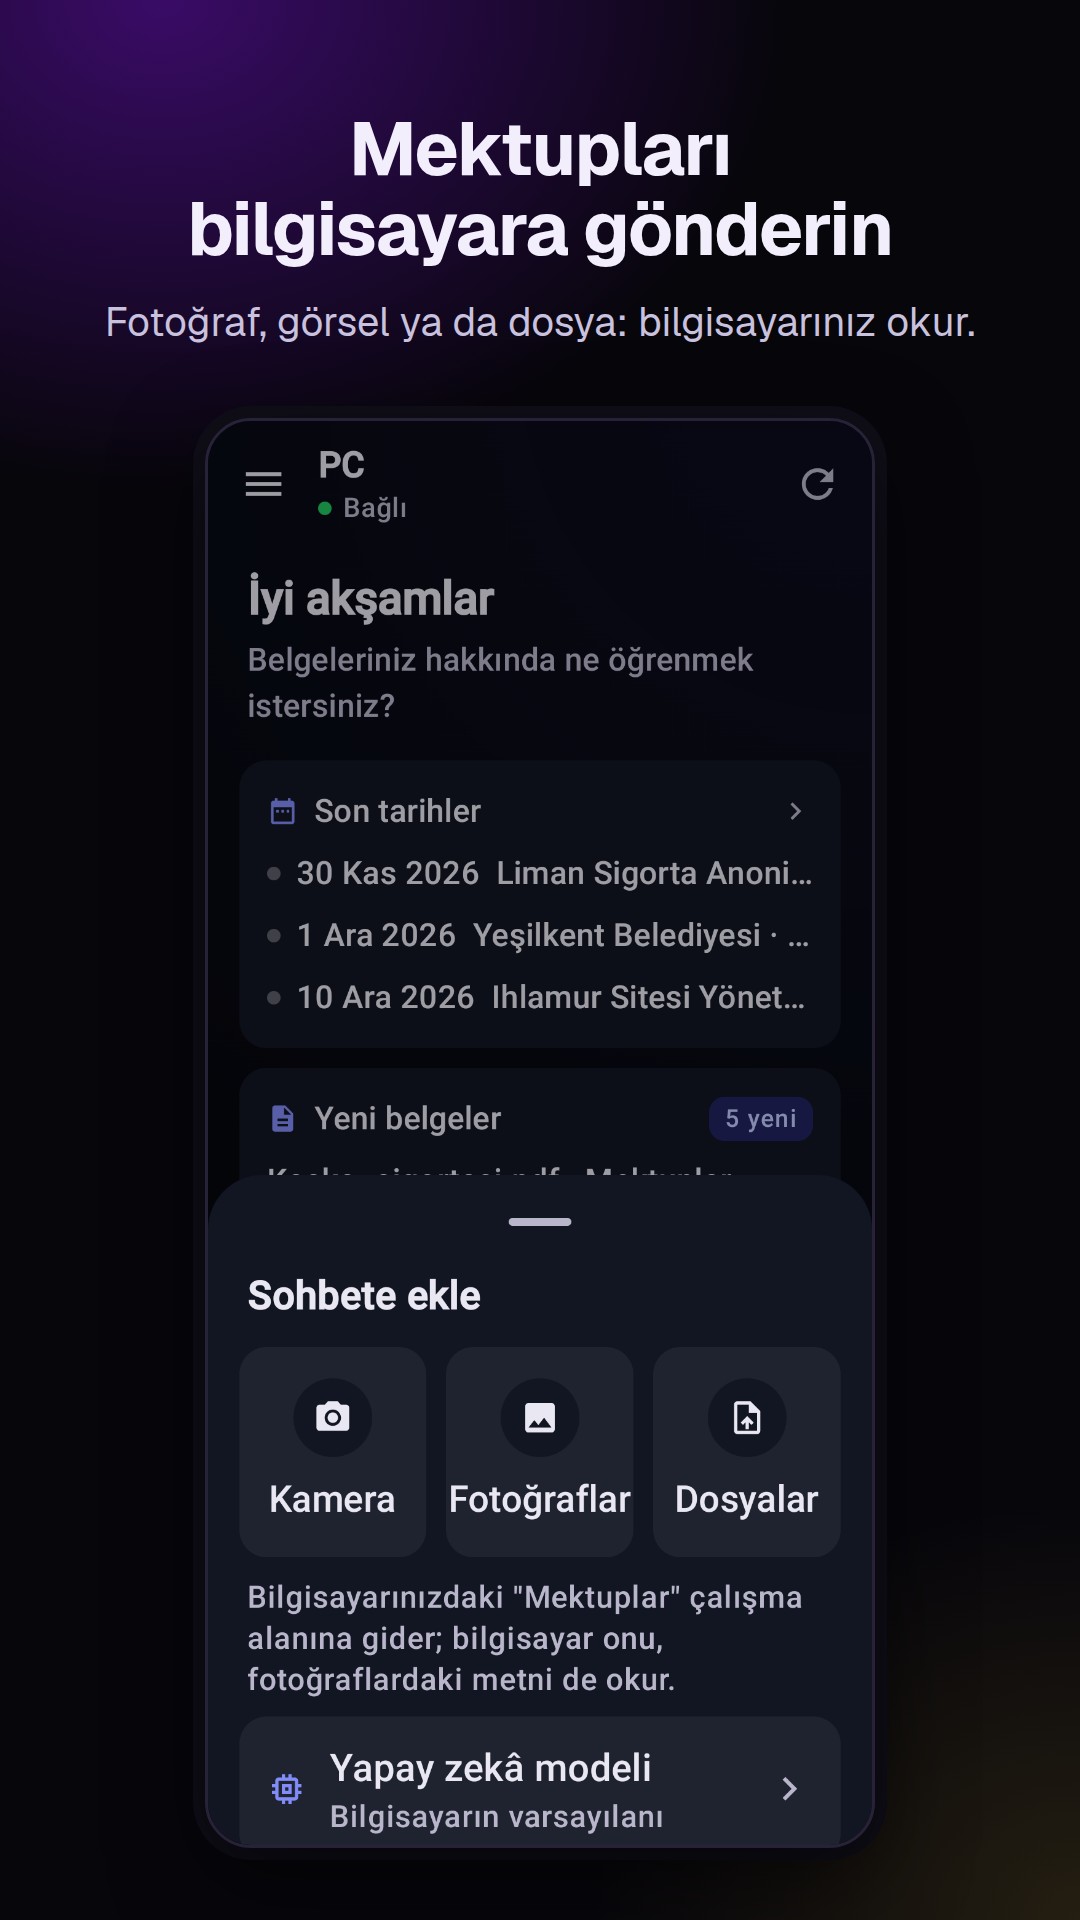 Mektupları
bilgisayara gönderin
Fotoğraf, görsel ya da dosya: bilgisayarınız okur.
PC
Bağlı
İyi akşamlar
Belgeleriniz hakkında ne öğrenmek
istersiniz?
Son tarihler
30 Kas 2026 Liman Sigorta Anoni...
1 Ara 2026 Yeşilkent Belediyesi · ...
10 Ara 2026 Ihlamur Sitesi Yönet...
Yeni belgeler
5 yeni
Sohbete ekle
Kamera
Fotoğraflar
Dosyalar
Bilgisayarınızdaki "Mektuplar" çalışma
alanına gider; bilgisayar onu,
fotoğraflardaki metni de okur.
Yapay zekâ modeli
Bilgisayarın varsayılanı